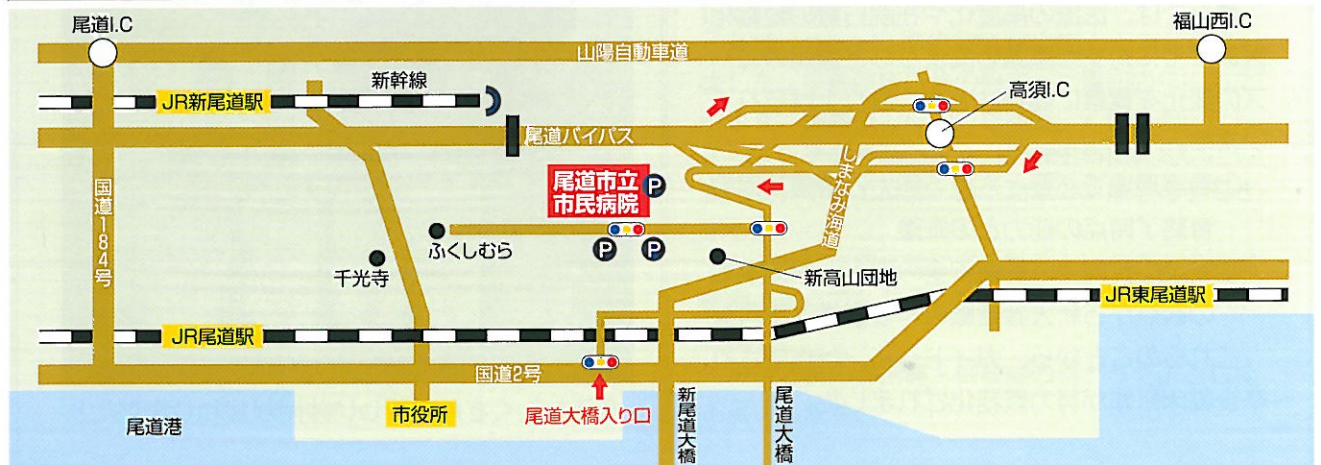 尾道I.C
福山西I.C
山陽自動車道
新幹線
高須I.C
JR新尾道駅
尾道バイパス
国道184号
尾道市立
市民病院
P
しまなみ海道
ふくしむら
P
P
千光寺
新高山団地
JR東尾道駅
JR尾道駅
国道2号
市役所
尾道大橋入り口
尾道港
新尾道大橋
尾道大橋